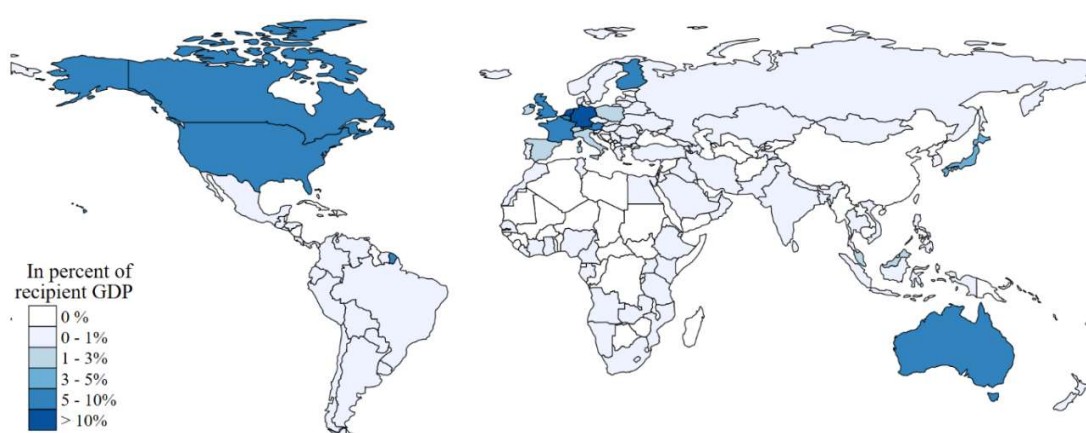 In percent of
recipient GDP
0 %
0 - 1%
1 - 3%
3 - 5%
5 - 10%
> 10%